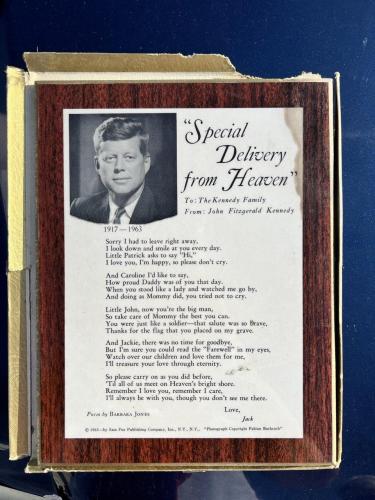 "Special
Delivery
from Heaven"
To: The Kennedy Family
From: John Fitzgerald Kennedy
1917—1963
Sorry I had to leave right away,
I look down and smile at you every day.
Little Patrick asks to say "Hi,"
I love you, I'm happy, so please don't cry.
And Caroline I'd like to say,
How proud Daddy was of you that day.
When you stood like a lady and watched me go by,
And doing as Mommy did, you tried not to cry.
Little John, now you're the big man,
So take care of Mommy the best you can.
You were just like a soldier—that salute was so brave,
Thanks for the flag that you placed on my grave.
And Jackie, there was no time for goodbye,
But I'm sure you could read the "Farewell" in my eyes,
Watch over our children and love them for me,
I'll treasure your love through eternity.
So please carry on as you did before,
'Til all of us meet on Heaven's bright shore.
Remember I love you, remember I care,
I'll always be with you, though you don't see me there.
Love,
Jack
Poem by BARBARA JONES
© 1965—by Sam Fox Publishing Company, Inc., N.Y., N.Y., "Photograph Copyright Fabian Bachrach"